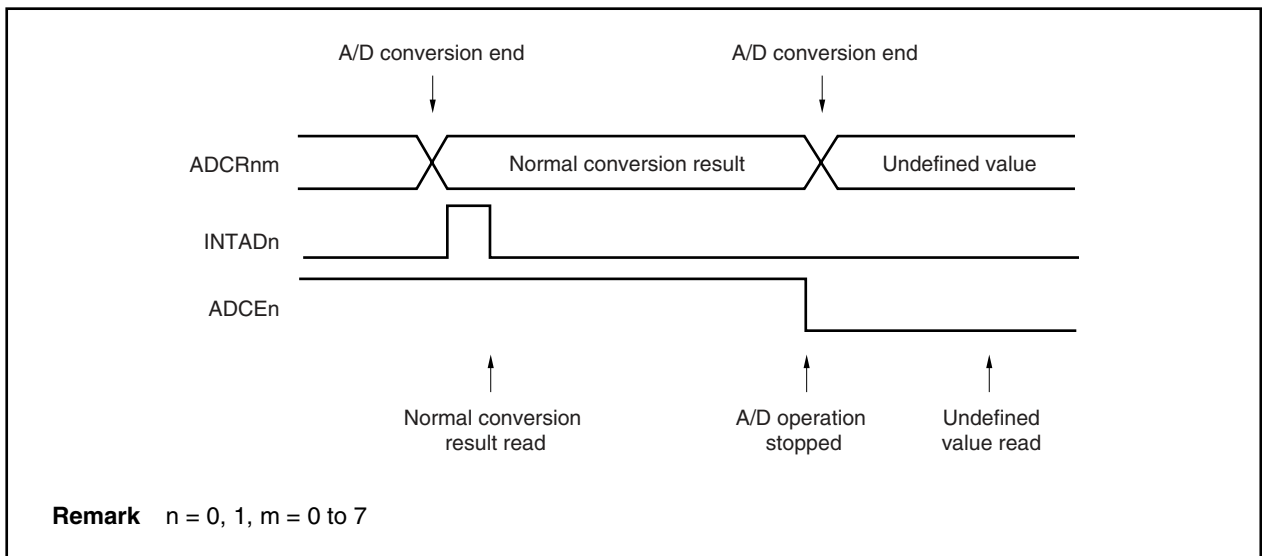 A/D conversion end
A/D conversion end
ADCRnm
Normal conversion result
Undefined value
INTADn
ADCEn
Normal conversion
result read
A/D operation
stopped
Undefined
value read
Remark n = 0, 1, m = 0 to 7